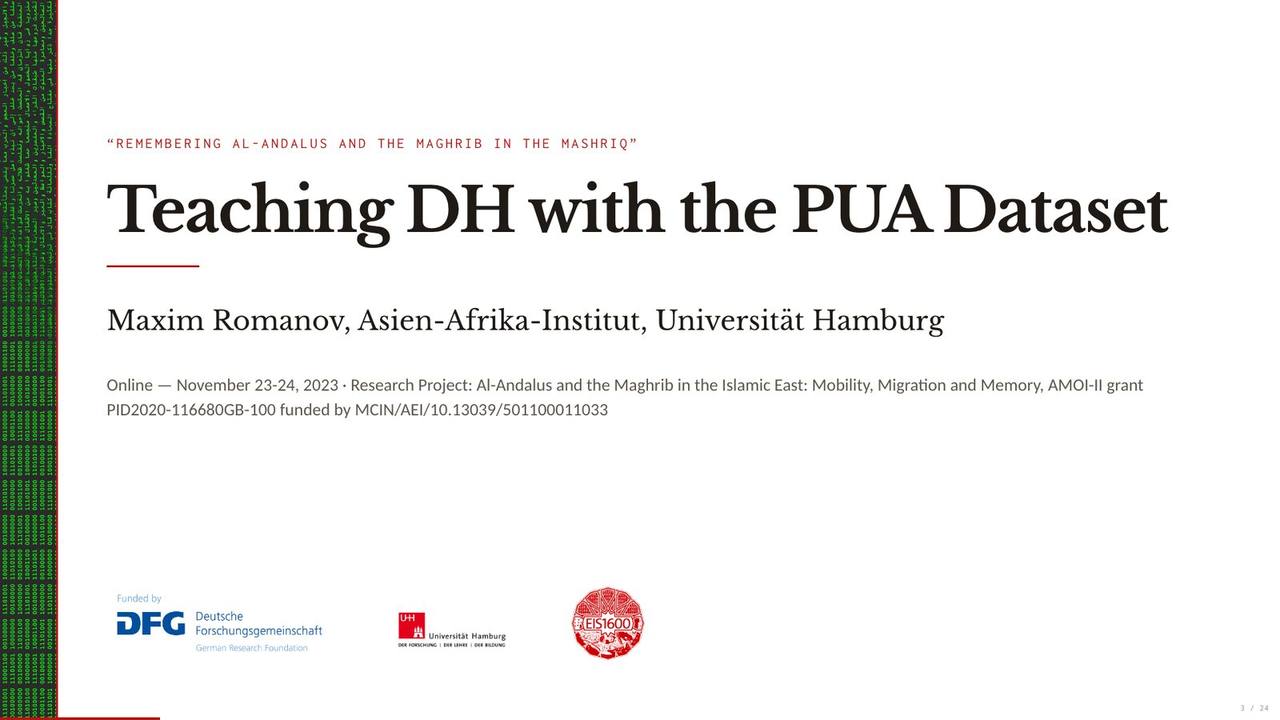 “REMEMBERING AL-ANDALUS AND THE MAGHRIB IN THE MASHRIQ”
Teaching DH with the PUA Dataset
Maxim Romanov, Asien-Afrika-Institut, Universität Hamburg
Online — November 23-24, 2023 · Research Project: Al-Andalus and the Maghrib in the Islamic East: Mobility, Migration and Memory, AMOI-II grant
PID2020-116680GB-100 funded by MCIN/AEI/10.13039/501100011033
Funded by
DFG Deutsche
Forschungsgemeinschaft
German Research Foundation
UH
Universität Hamburg
DER FORSCHUNG | DER LEHRE | DER BILDUNG
EIS1600
3 / 24